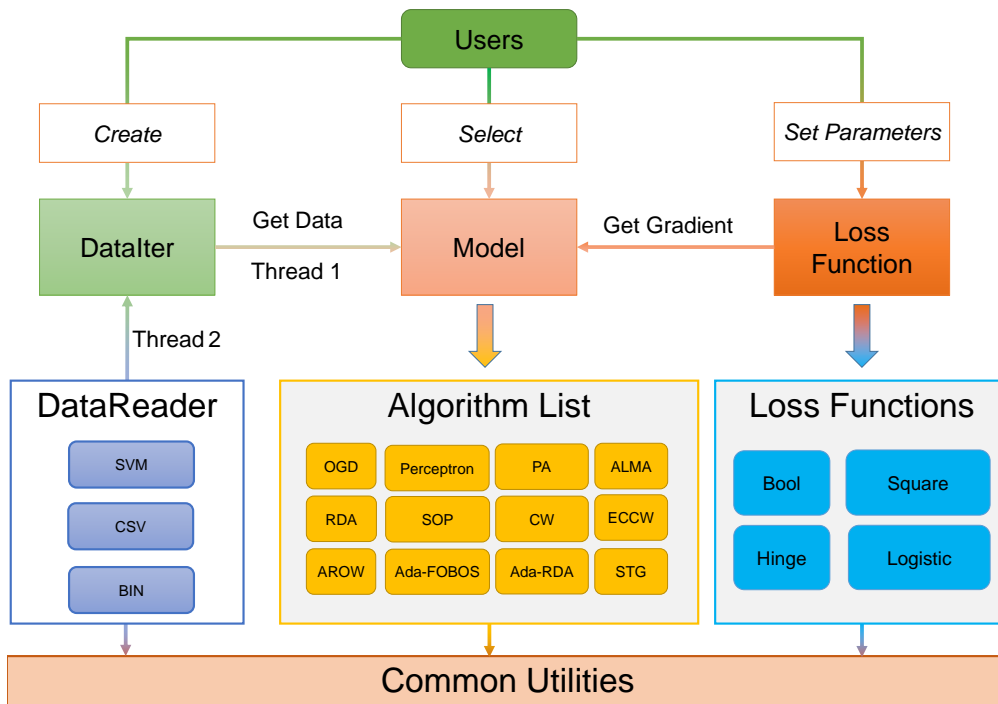 Users
Create
Select
Set Parameters
DataIter
Get Data
Thread 1
Model
Get Gradient
Loss
Function
Thread 2
DataReader
SVM
CSV
BIN
Algorithm List
OGD
Perceptron
PA
ALMA
RDA
SOP
CW
ECCW
AROW
Ada-FOBOS
Ada-RDA
STG
Loss Functions
Bool
Square
Hinge
Logistic
Common Utilities